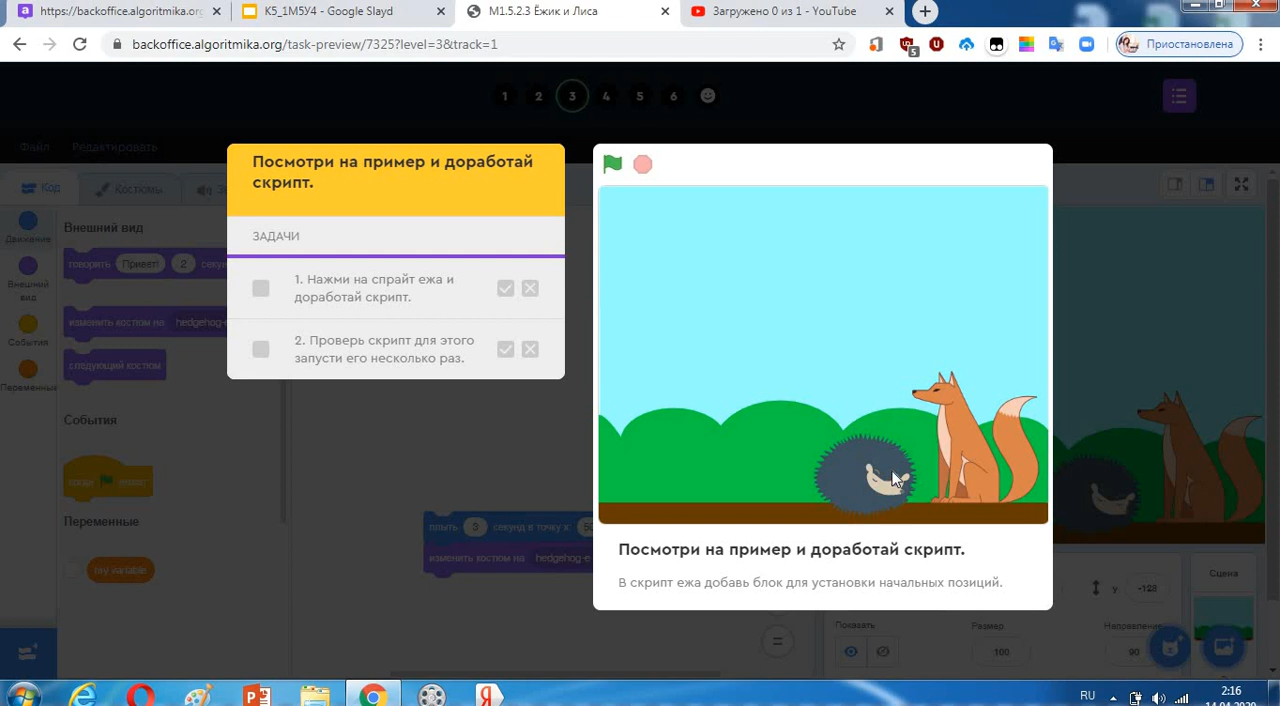 https://backoffice.algoritmika.org/
K5_1М5У4 - Google Slayd
М1.5.2.3 Ёжик и Лиса
Загружено 0 из 1 - YouTube
backoffice.algoritmika.org/task-preview/7325?level=3&track=1
5
Приостановлена
1 2 3 4 5 6
Файл Редактировать
Посмотри на пример и доработай
скрипт.
Код
Костюмы
ЗАДАЧИ
Движение
Внешний вид
говорить Привет! 2
1. Нажми на спрайт ежа и
доработай скрипт.
Внешний
вид
изменить костюм на hedgehog-e
2. Проверь скрипт для этого
запусти его несколько раз.
События
следующий костюм
Переменные
События
когда
Переменные
плыть 3 секунд в точку x:
изменить костюм на hedgehog-e
my variable
Посмотри на пример и доработай скрипт.
В скрипт ежа добавь блок для установки начальных позиций.
Сцена
y -128
Показать
Размер
Направление
100
90
RU
2:16
14.04.2020